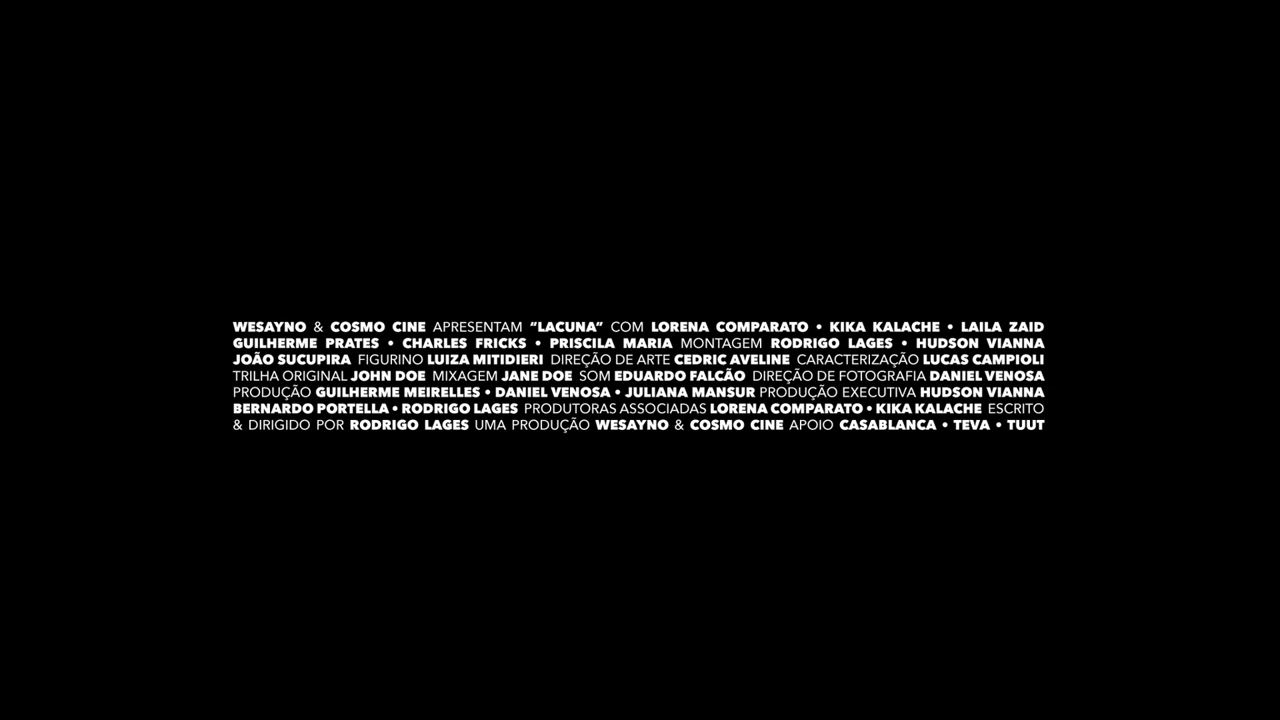 WESAYNO & COSMO CINE APRESENTAM “LACUNA” COM LORENA COMPARATO • KIKA KALACHE • LAILA ZAID
GUILHERME PRATES • CHARLES FRICKS • PRISCILA MARIA MONTAGEM RODRIGO LAGES • HUDSON VIANNA
JOÃO SUCUPIRA FIGURINO LUIZA MITIDIERI DIREÇÃO DE ARTE CEDRIC AVELINE CARACTERIZAÇÃO LUCAS CAMPIOLI
TRILHA ORIGINAL JOHN DOE MIXAGEM JANE DOE SOM EDUARDO FALCÃO DIREÇÃO DE FOTOGRAFIA DANIEL VENOSA
PRODUÇÃO GUILHERME MEIRELLES • DANIEL VENOSA • JULIANA MANSUR PRODUÇÃO EXECUTIVA HUDSON VIANNA
BERNARDO PORTELLA • RODRIGO LAGES PRODUTORAS ASSOCIADAS LORENA COMPARATO • KIKA KALACHE ESCRITO
& DIRIGIDO POR RODRIGO LAGES UMA PRODUÇÃO WESAYNO & COSMO CINE APOIO CASABLANCA • TEVA • TUUT